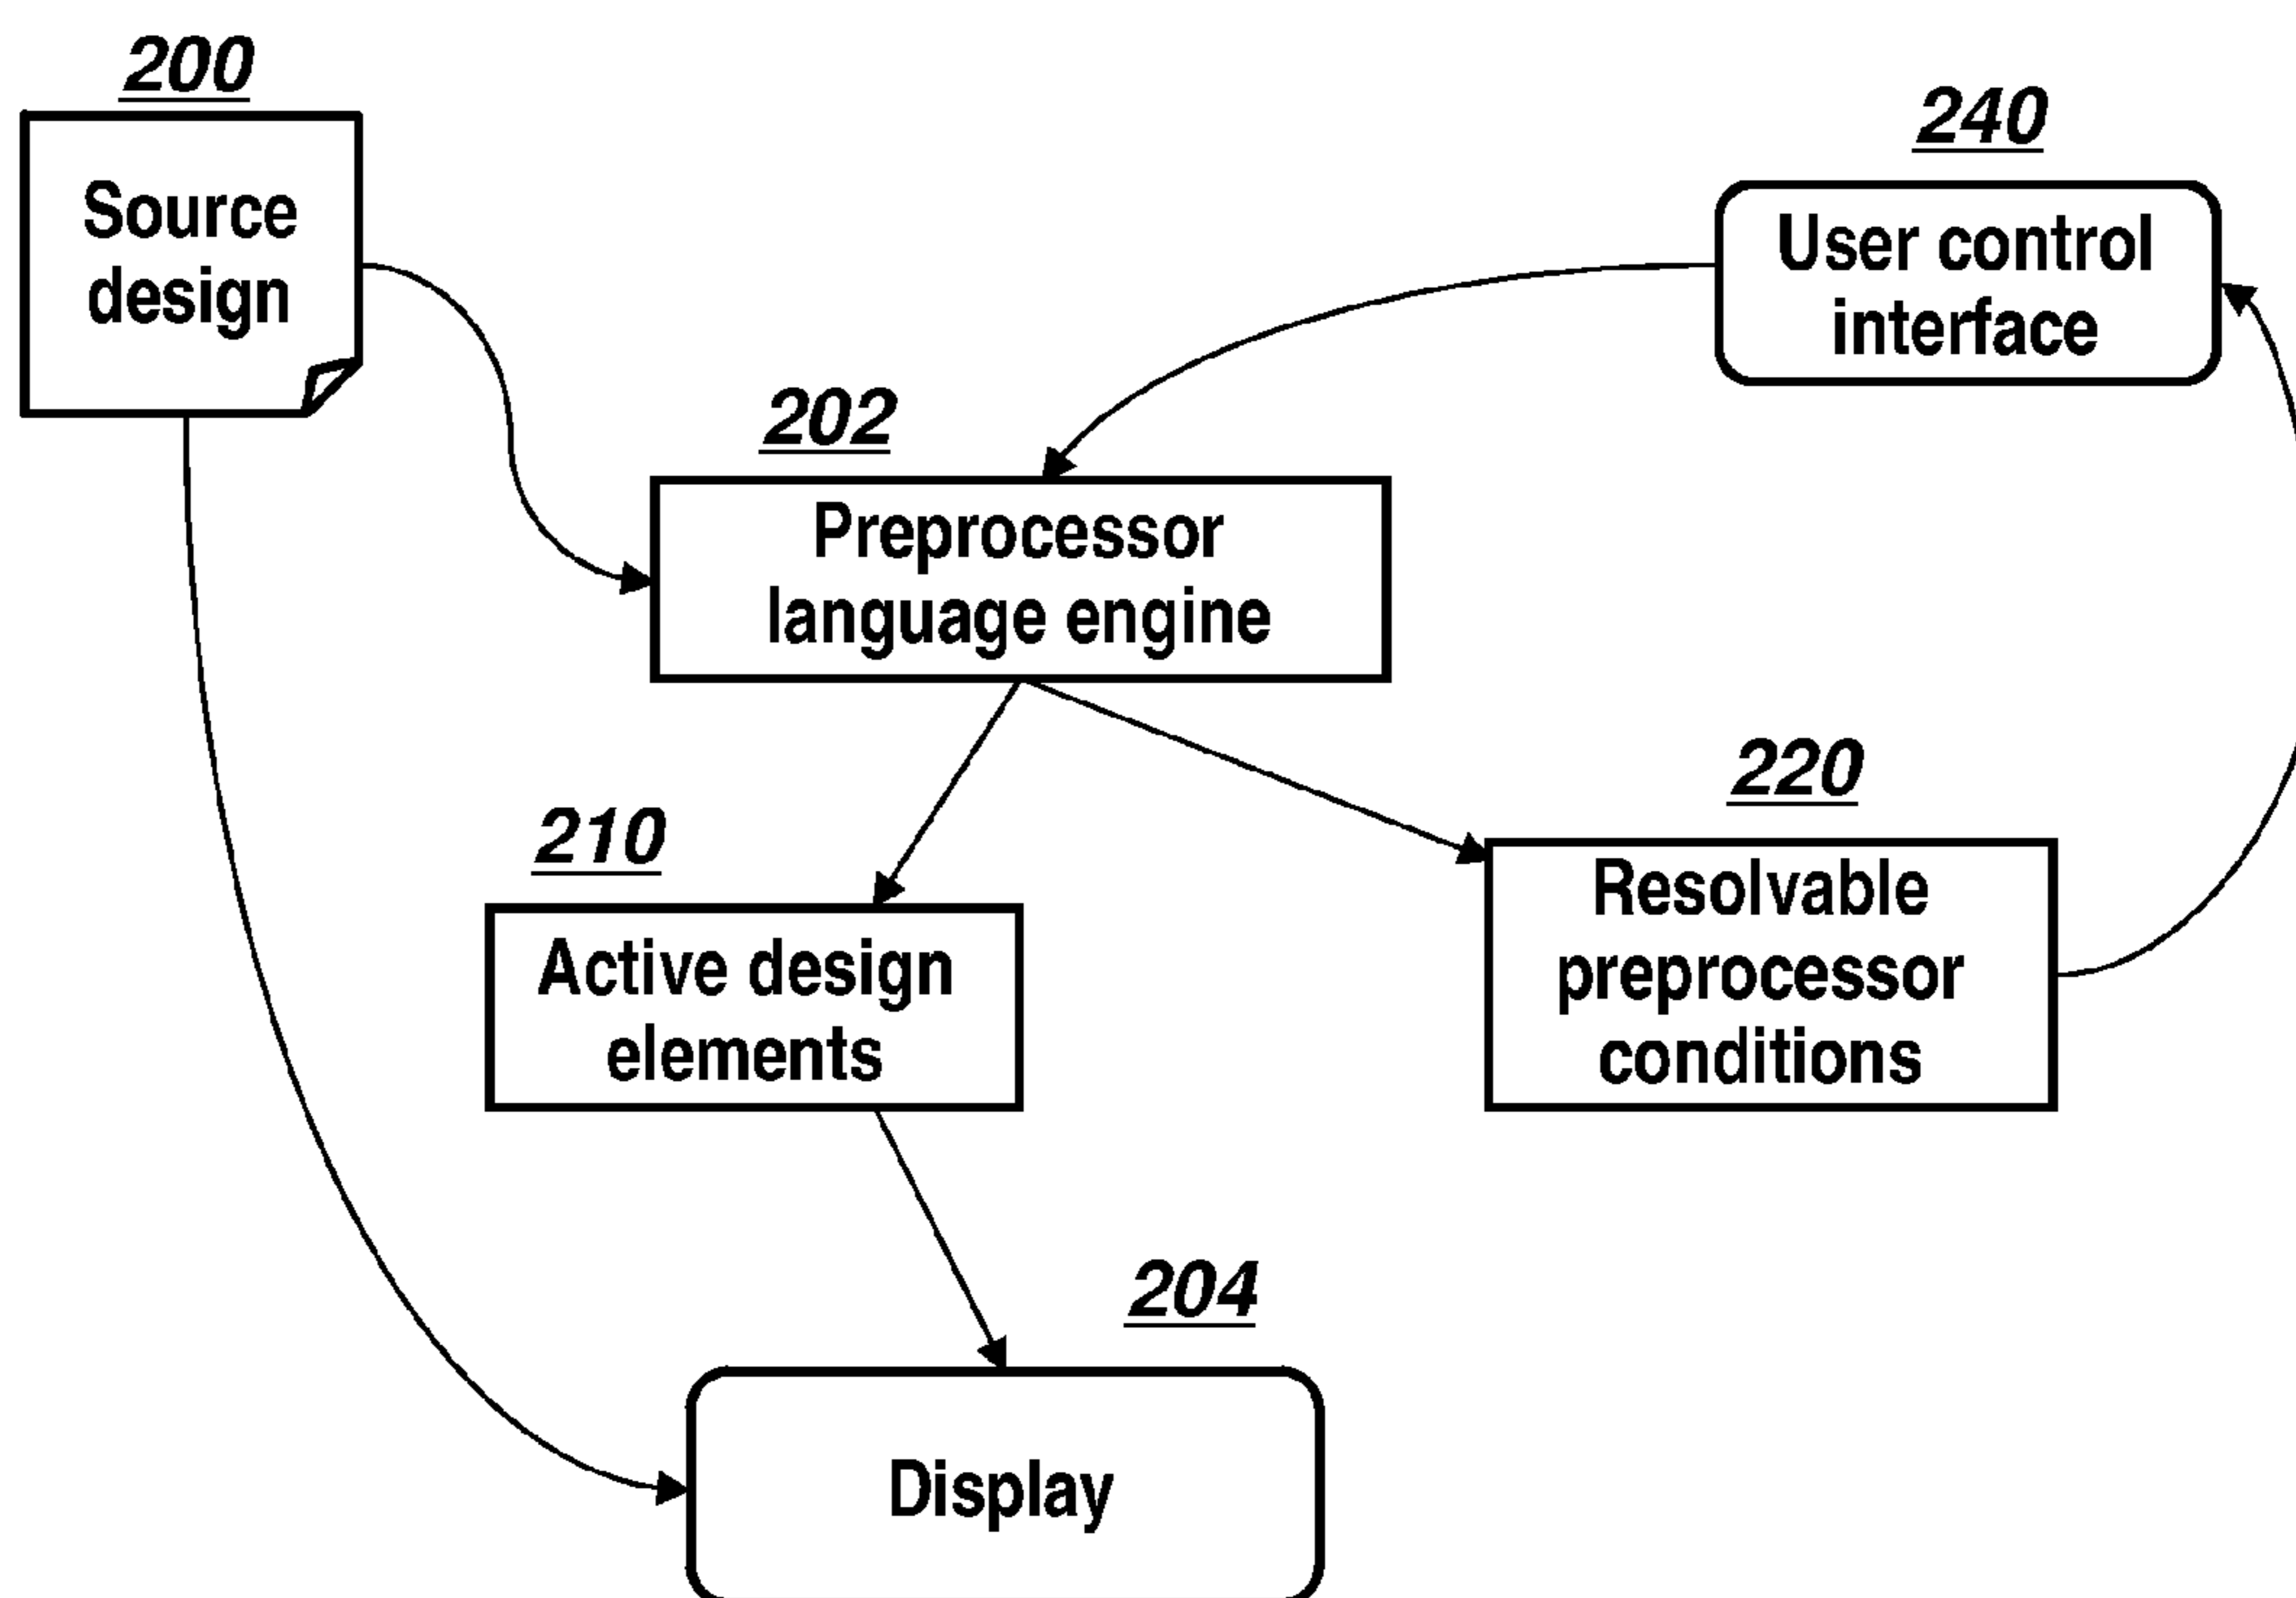 200
Source
design
240
User control
interface
202
Preprocessor
language engine
220
Resolvable
preprocessor
conditions
210
Active design
elements
204
Display